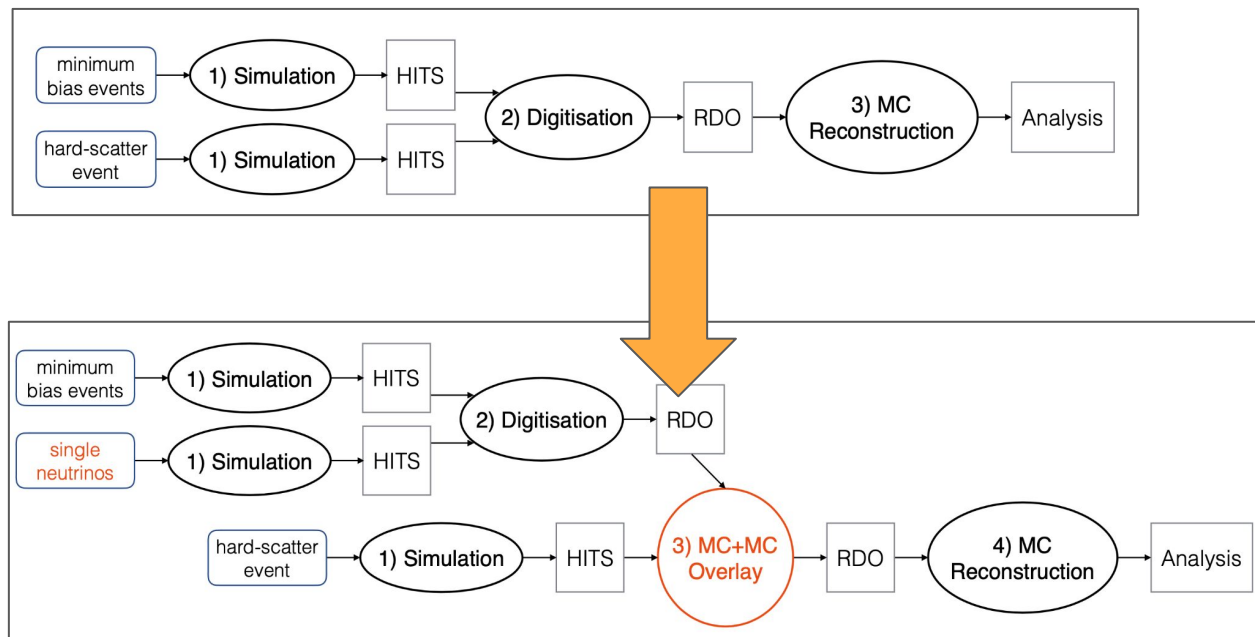 minimum
bias events
1) Simulation
HITS
hard-scatter
event
1) Simulation
HITS
2) Digitisation
RDO
3) MC
Reconstruction
Analysis
minimum
bias events
1) Simulation
HITS
single
neutrinos
1) Simulation
HITS
2) Digitisation
RDO
hard-scatter
event
1) Simulation
HITS
3) MC+MC
Overlay
RDO
4) MC
Reconstruction
Analysis